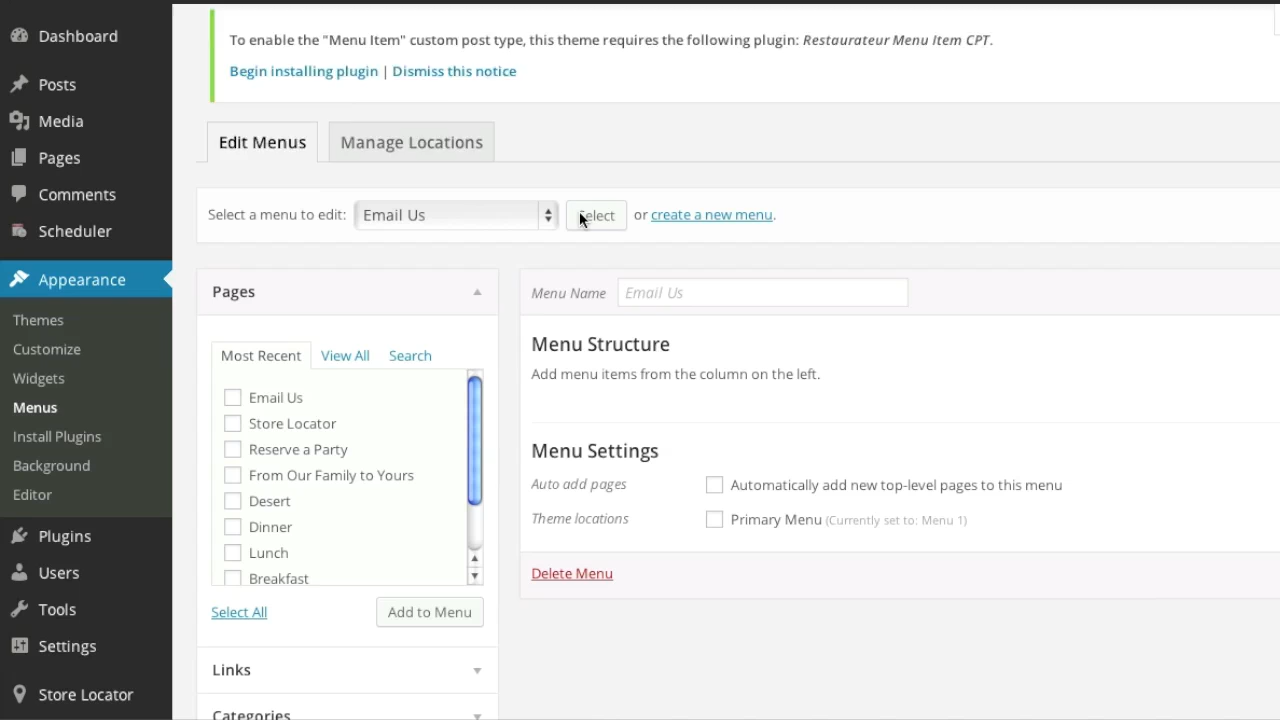 Dashboard
Posts
Media
Pages
Comments
Scheduler
Appearance
Themes
Customize
Widgets
Menus
Install Plugins
Background
Editor
Plugins
Users
Tools
Settings
Store Locator
To enable the "Menu Item" custom post type, this theme requires the following plugin: Restaurateur Menu Item CPT.
Begin installing plugin | Dismiss this notice
Edit Menus
Manage Locations
Select a menu to edit: Email Us Select or create a new menu.
Pages
Most Recent View All Search
Email Us
Store Locator
Reserve a Party
From Our Family to Yours
Desert
Dinner
Lunch
Breakfast
Select All Add to Menu
Links
Categories
Menu Name Email Us
Menu Structure
Add menu items from the column on the left.
Menu Settings
Auto add pages Automatically add new top-level pages to this menu
Theme locations Primary Menu (Currently set to: Menu 1)
Delete Menu